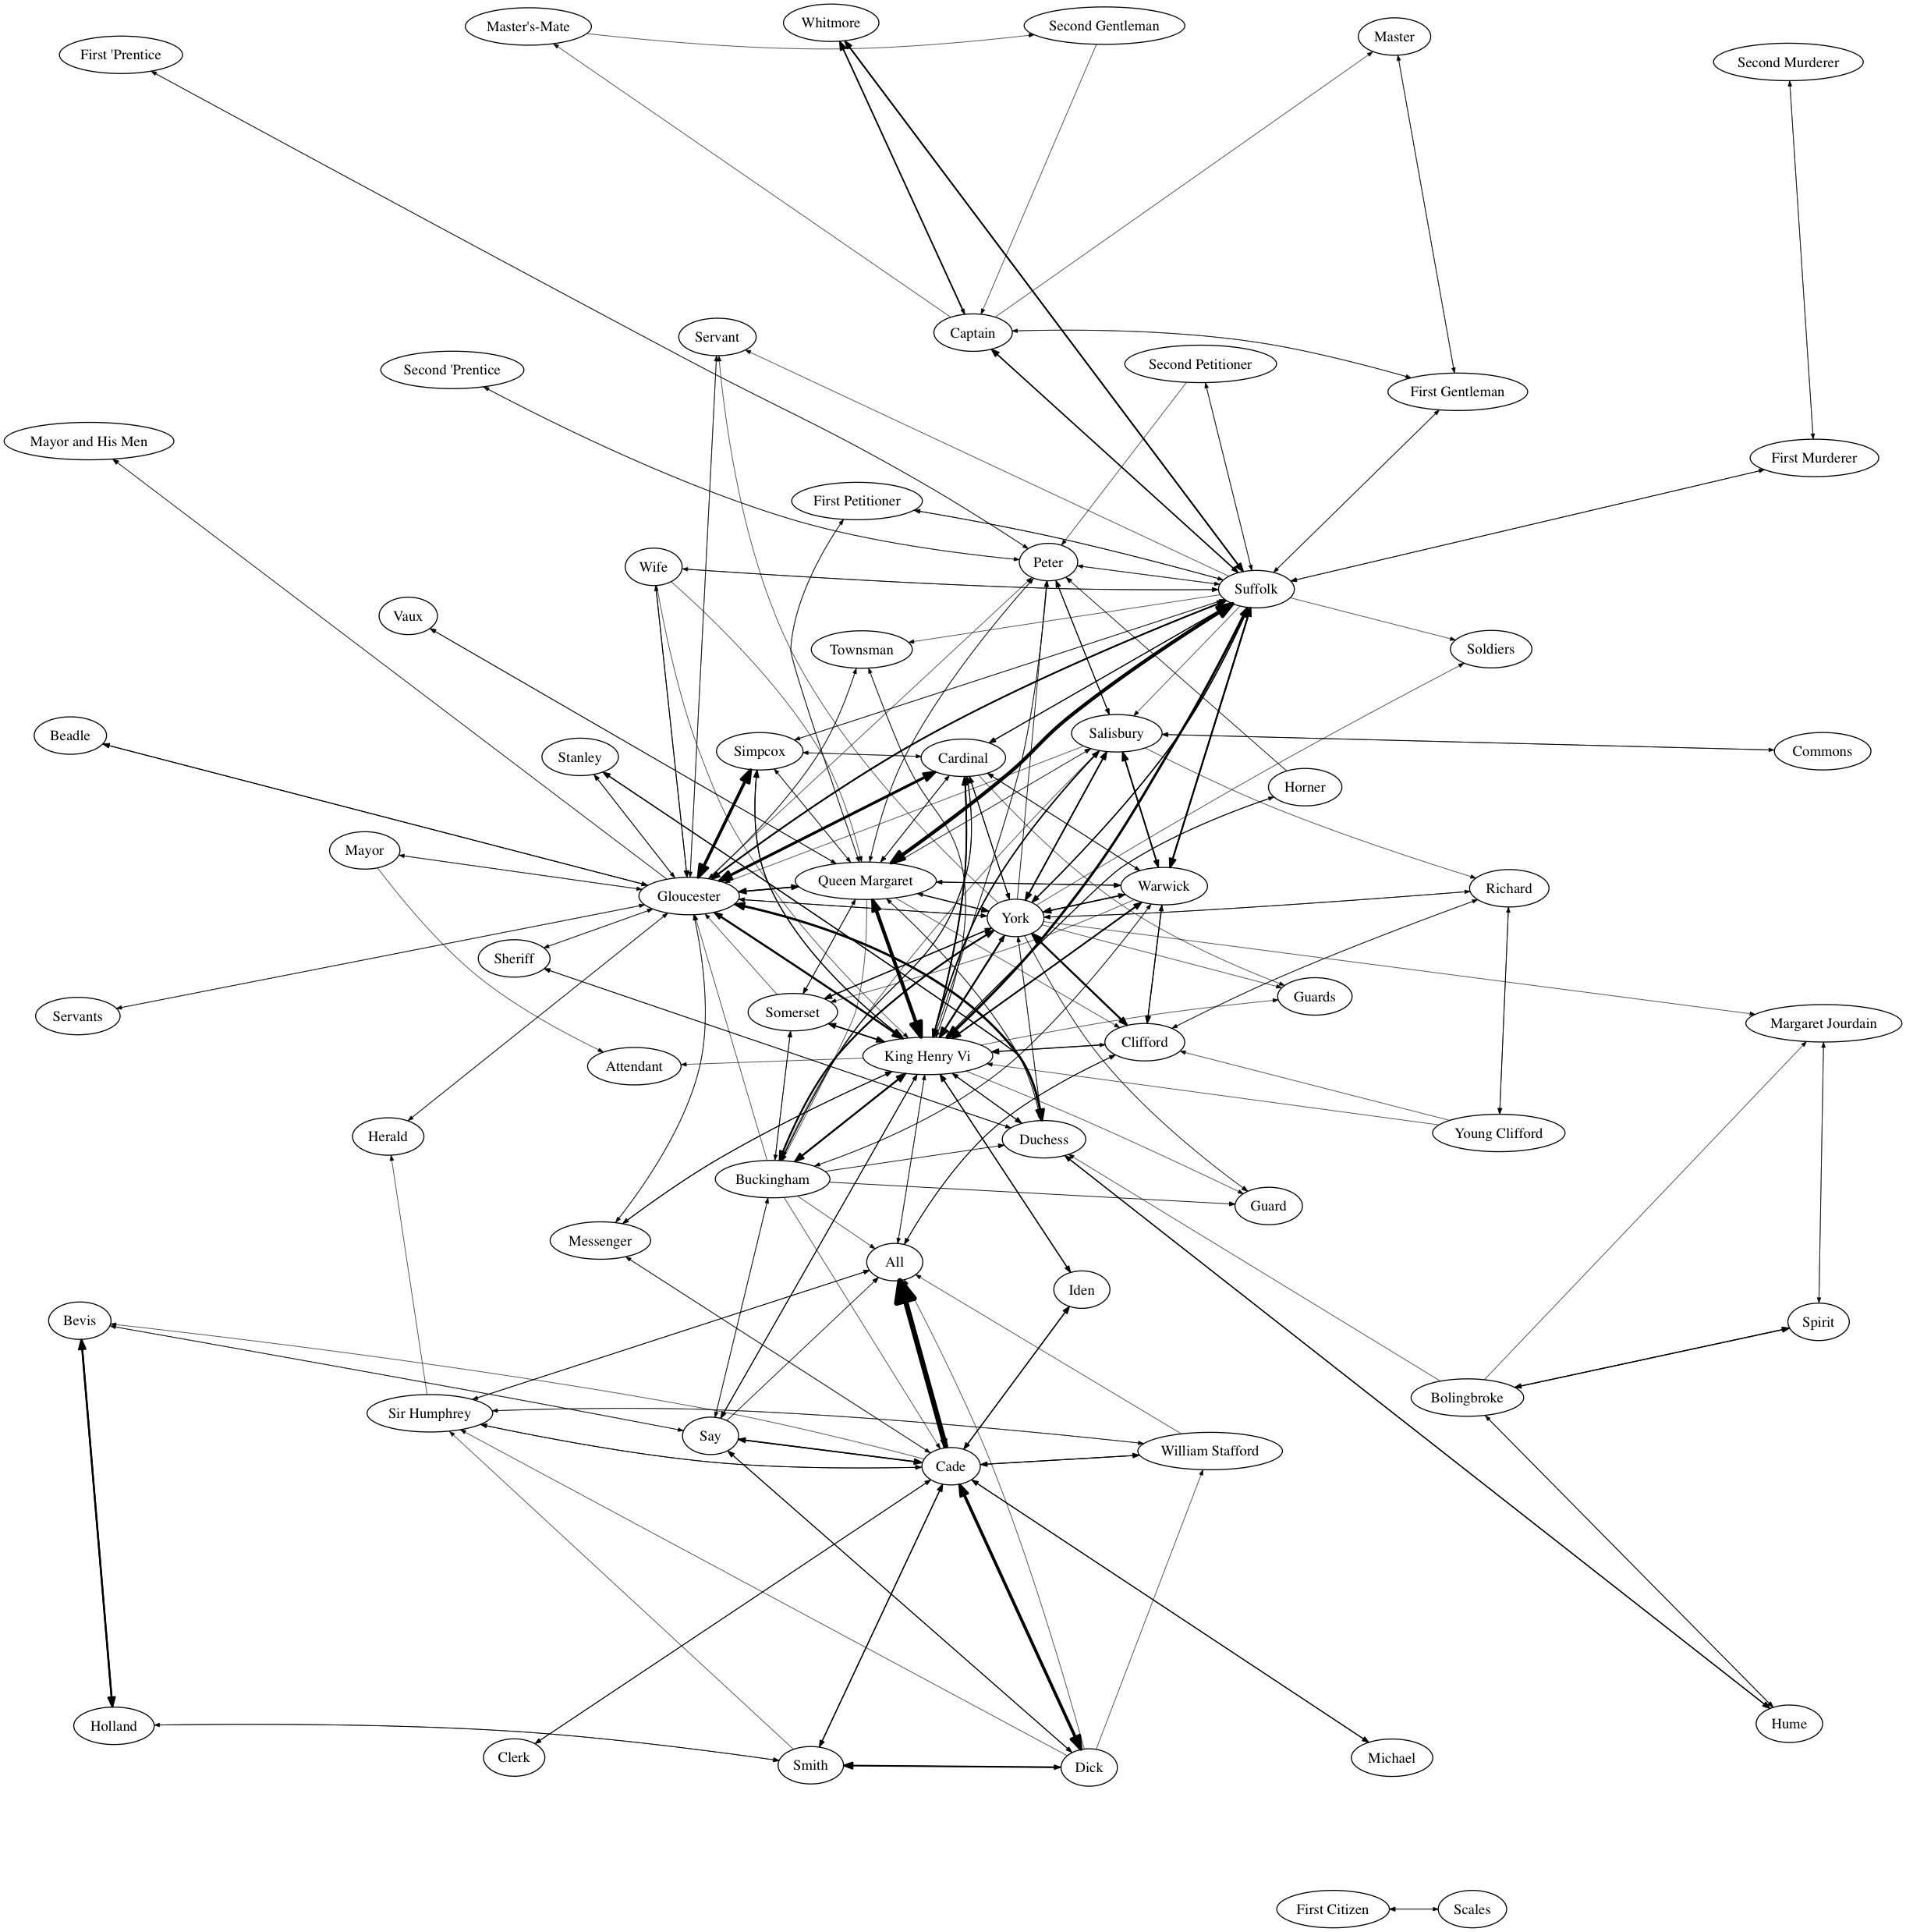 Whitmore
Master's-Mate
Second Gentleman
Master
First 'Prentice
Second Murderer
Captain
Servant
Second Petitioner
Second 'Prentice
First Gentleman
Mayor and His Men
First Murderer
First Petitioner
Peter
Wife
Suffolk
Vaux
Townsman
Soldiers
Salisbury
Beadle
Simpcox
Commons
Stanley
Cardinal
Horner
Mayor
Queen Margaret
Warwick
Richard
Gloucester
York
Sheriff
Guards
Somerset
Servants
Margaret Jourdain
Clifford
King Henry Vi
Attendant
Young Clifford
Herald
Duchess
Buckingham
Guard
Messenger
All
Iden
Bevis
Spirit
Bolingbroke
Sir Humphrey
Say
William Stafford
Cade
Hume
Holland
Clerk
Michael
Smith
Dick
First Citizen
Scales